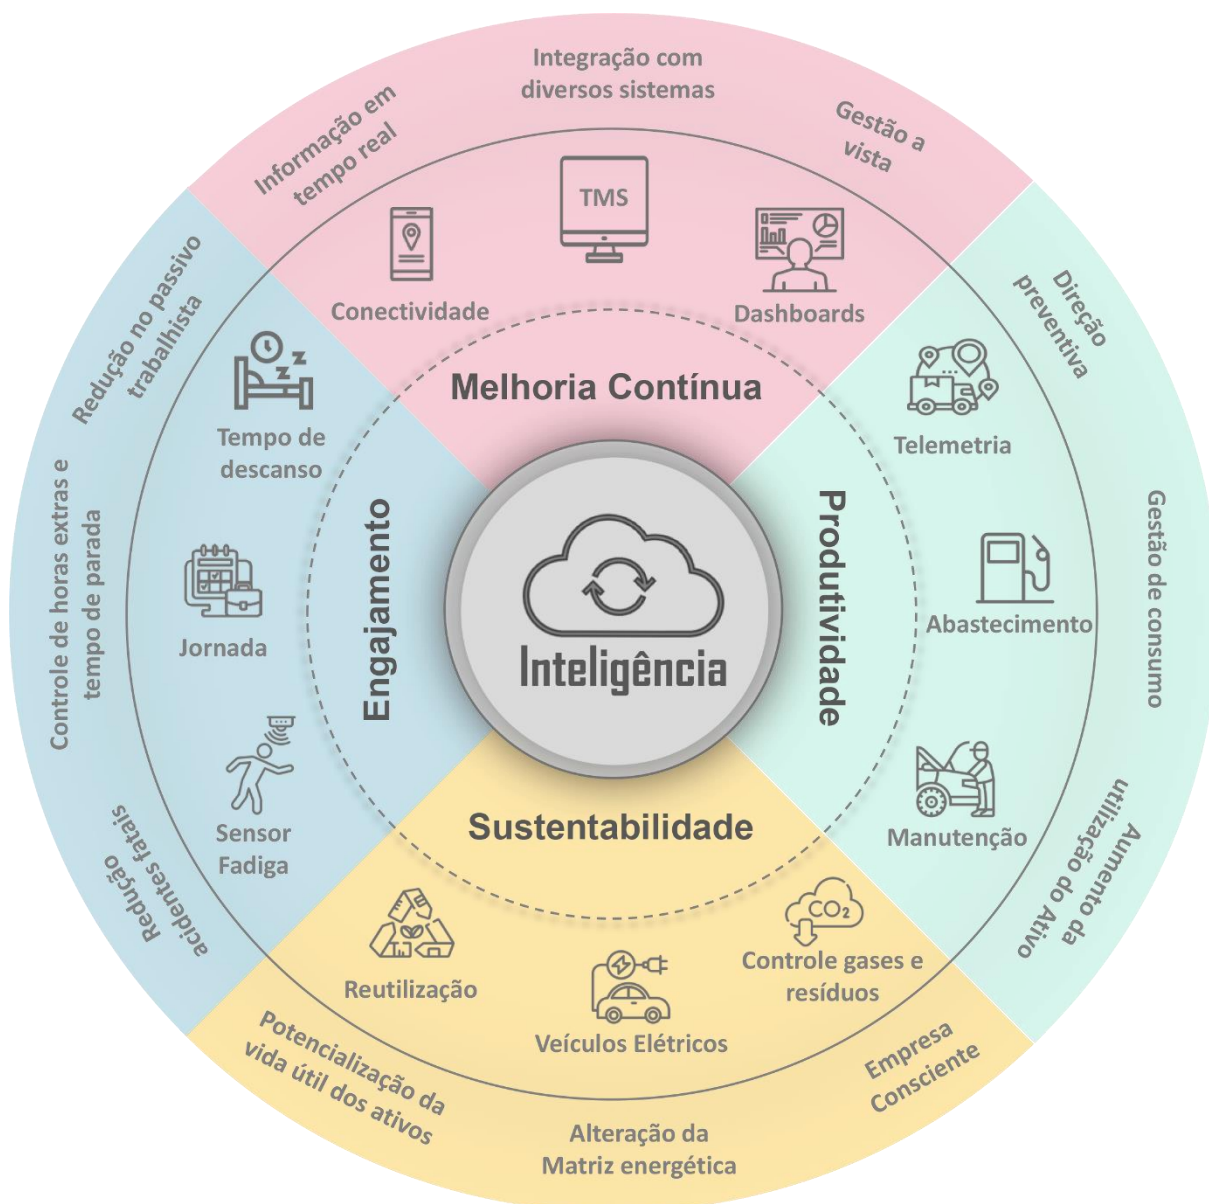 Integração com
diversos sistemas
Informação em
tempo real
Gestão a
vista
TMS
Conectividade
Dashboards
Melhoria Contínua
Redução no passivo
trabalhista
Tempo de
descanso
Controle de horas extras e
tempo de parada
Jornada
Engajamento
Redução
acidentes fatais
Sensor
Fadiga
Inteligência
Direção
preventiva
Telemetria
Produtividade
Gestão de consumo
Abastecimento
Manutenção
Aumento da
utilização do Ativo
Sustentabilidade
CO2
Controle gases e
resíduos
Reutilização
Veículos Elétricos
Potencialização da
vida útil dos ativos
Alteração da
Matriz energética
Empresa
Consciente